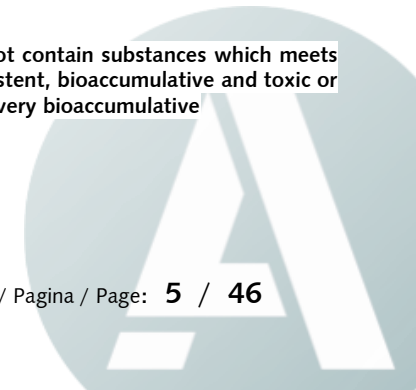 ot contain substances which meets
stent, bioaccumulative and toxic or
very bioaccumulative
/ Pagina / Page: 5 / 46